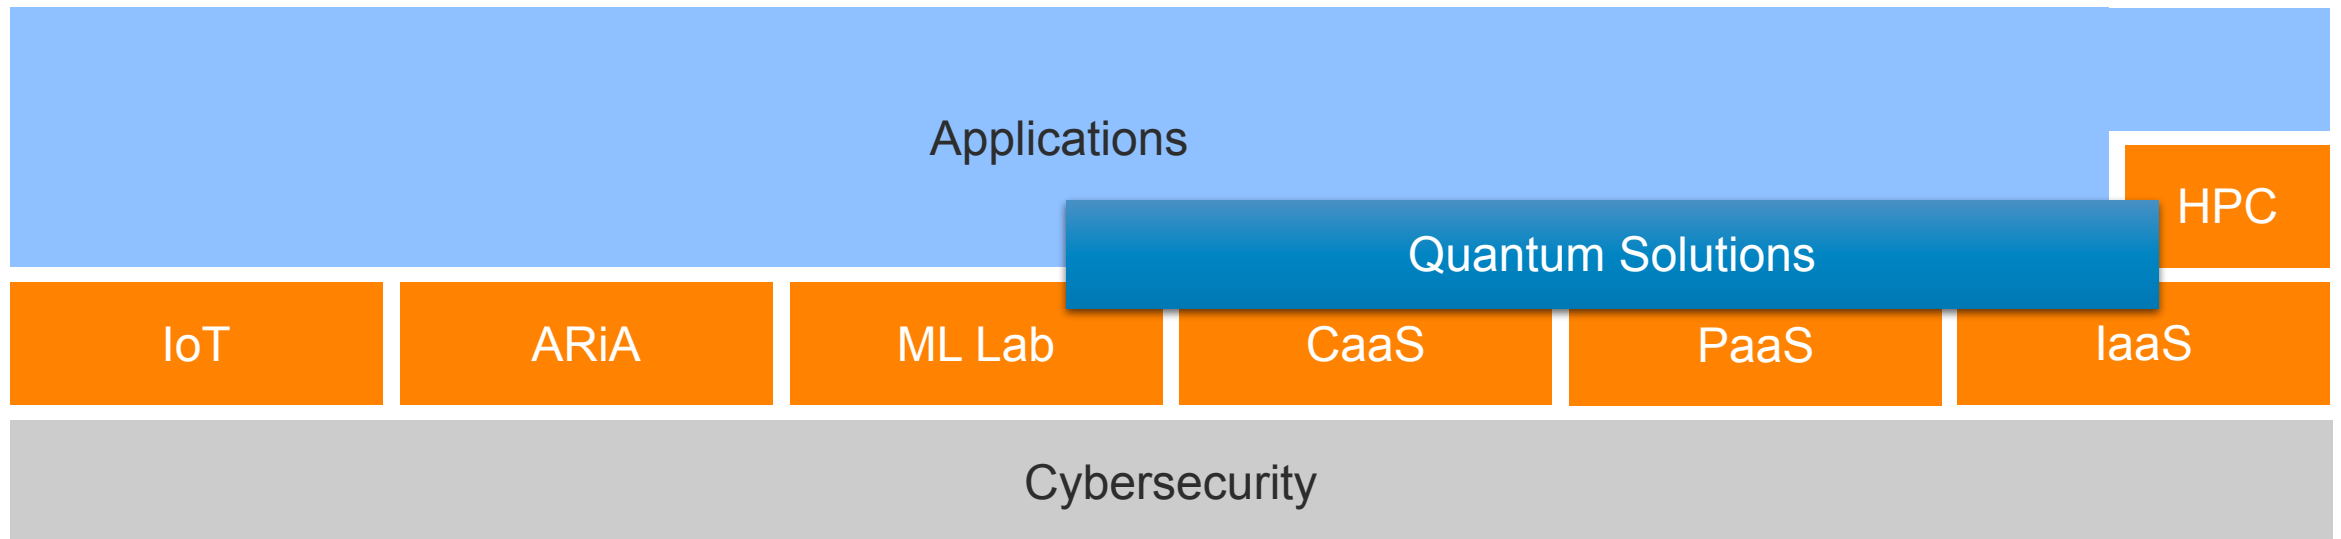 Applications
HPC
Quantum Solutions
IoT
ARiA
ML Lab
CaaS
PaaS
IaaS
Cybersecurity